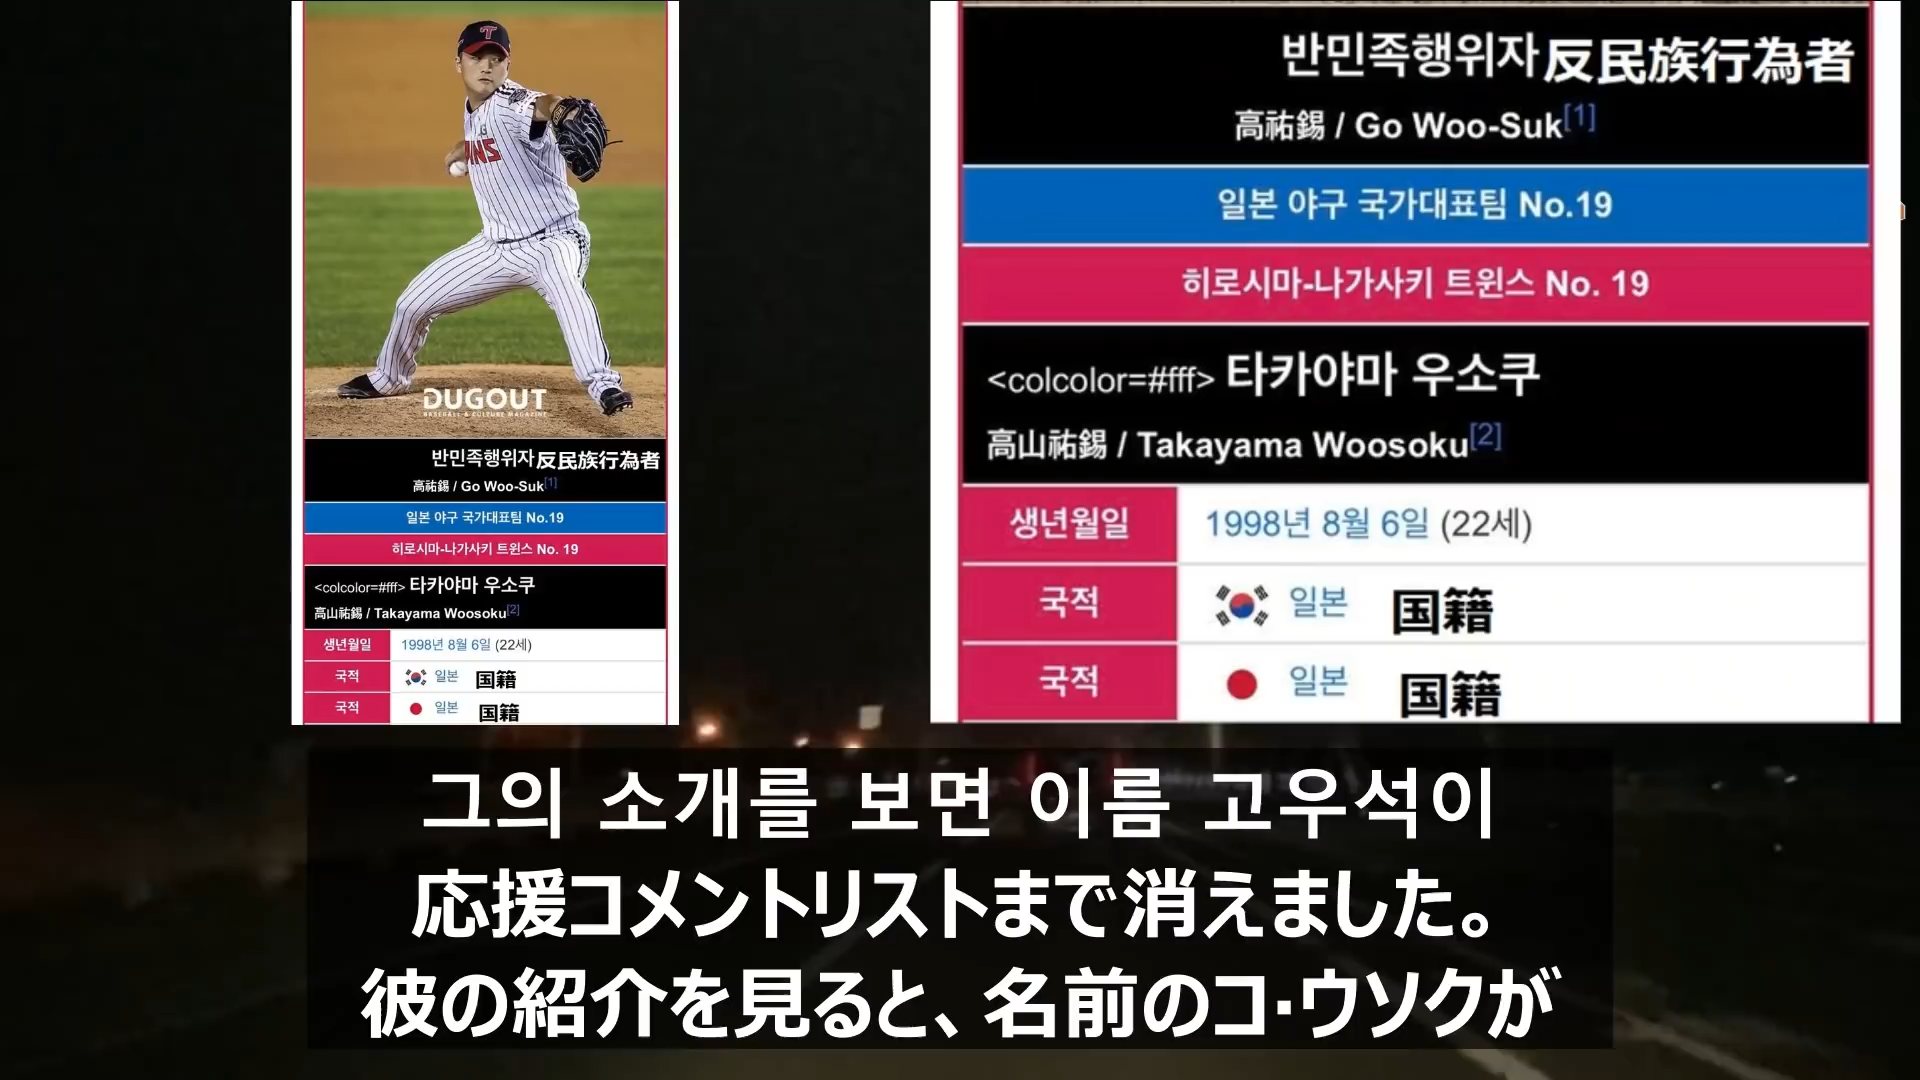 T
INS
DUGOUT
BASEBALL & CULTURE MAGAZINE
반민족행위자反民族行為者
高祐錫 / Go Woo-Suk[1]
일본 야구 국가대표팀 No.19
히로시마-나가사키 트윈스 No. 19
<colcolor=#fff> 타카야마 우소쿠
高山祐錫 / Takayama Woosoku[2]
생년월일 1998년 8월 6일 (22세)
국적 일본 国籍
국적 일본 国籍
반민족행위자反民族行為者
高祐錫 / Go Woo-Suk[1]
일본 야구 국가대표팀 No.19
히로시마-나가사키 트윈스 No. 19
<colcolor=#fff> 타카야마 우소쿠
高山祐錫 / Takayama Woosoku[2]
생년월일 1998년 8월 6일 (22세)
국적 일본 国籍
국적 일본 国籍
그의 소개를 보면 이름 고우석이
応援コメントリストまで消えました。
彼の紹介を見ると、名前のコ·ウソクが